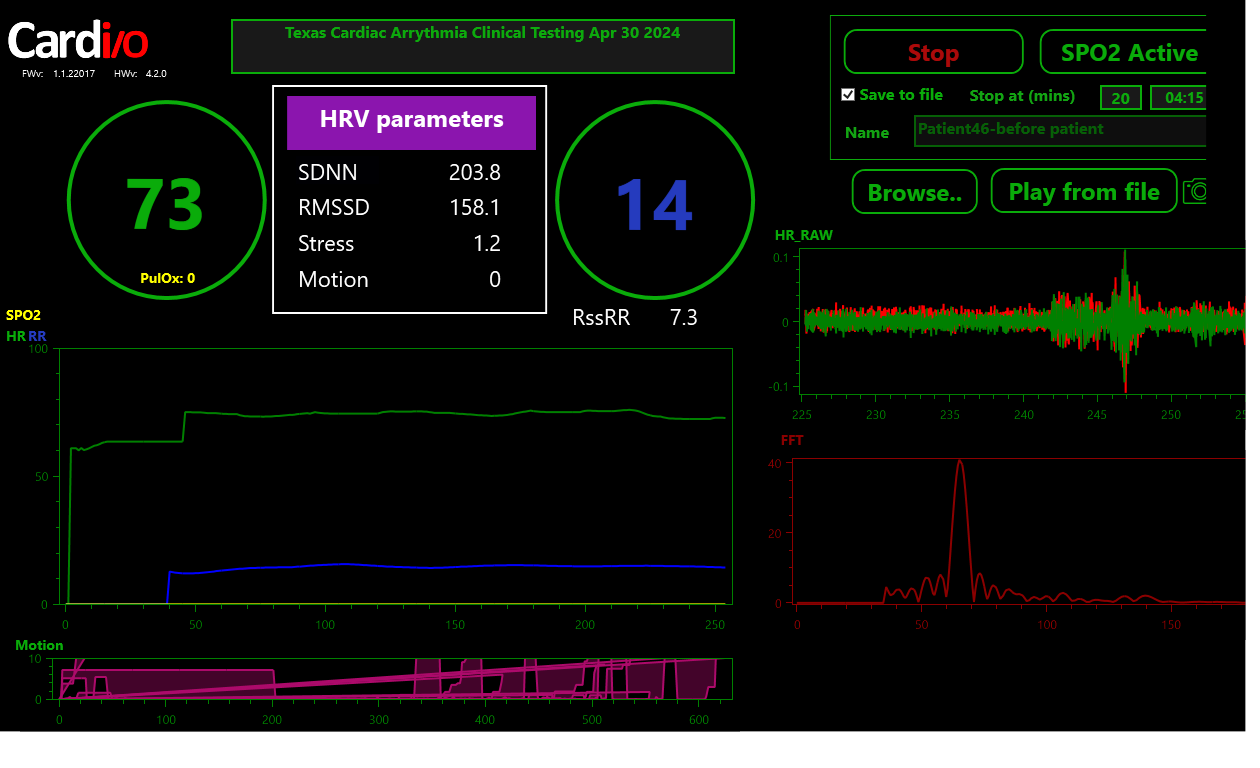 Cardi/o
FWv: 1.1.22017 HWv: 4.2.0
Texas Cardiac Arrythmia Clinical Testing Apr 30 2024
Stop
SPO2 Active
Save to file
Stop at (mins)
20
04:15
Name
Patient46-before patient
Browse..
Play from file
73
PulOx: 0
HRV parameters
SDNN 203.8
RMSSD 158.1
Stress 1.2
Motion 0
14
RssRR 7.3
SPO2
HR RR
100
50
0
0 50 100 150 200 250
HR_RAW
0.1
0
-0.1
225 230 235 240 245 250 25
FFT
40
20
0
0 50 100 150
Motion
10
0
0 100 200 300 400 500 600